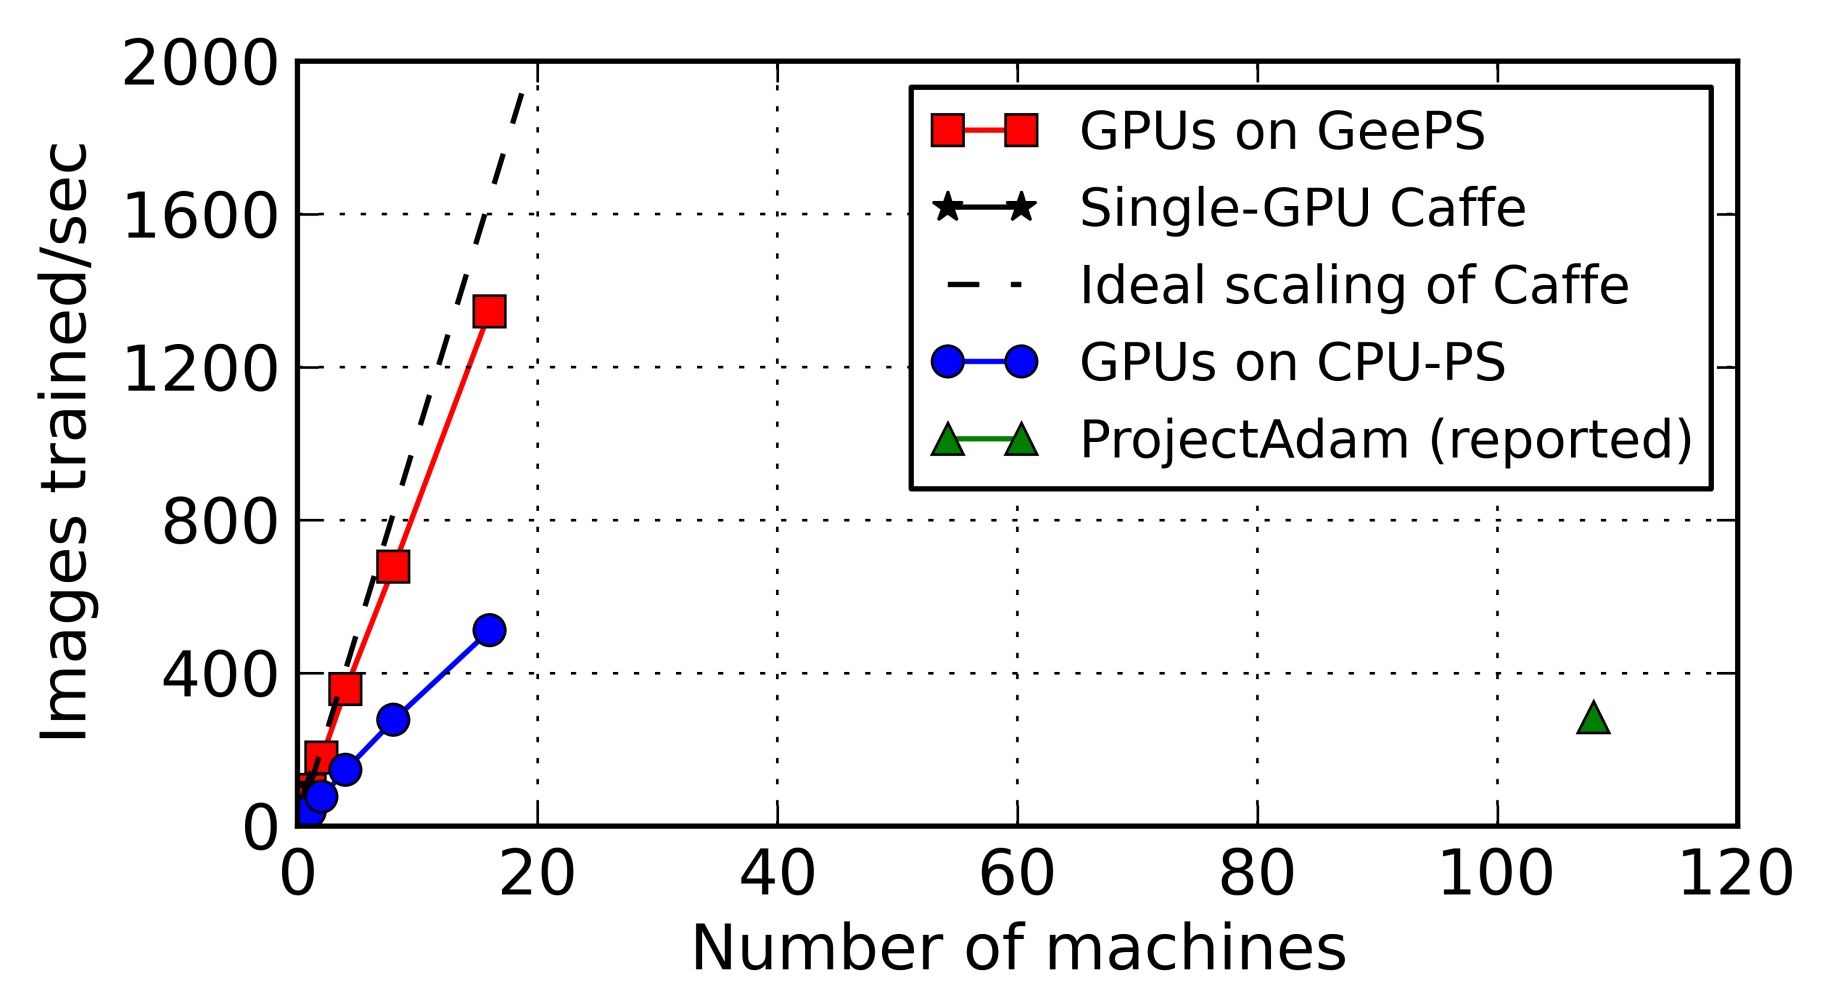 2000
1600
1200
800
400
0
Images trained/sec
GPUs on GeePS
Single-GPU Caffe
Ideal scaling of Caffe
GPUs on CPU-PS
ProjectAdam (reported)
0 20 40 60 80 100 120
Number of machines